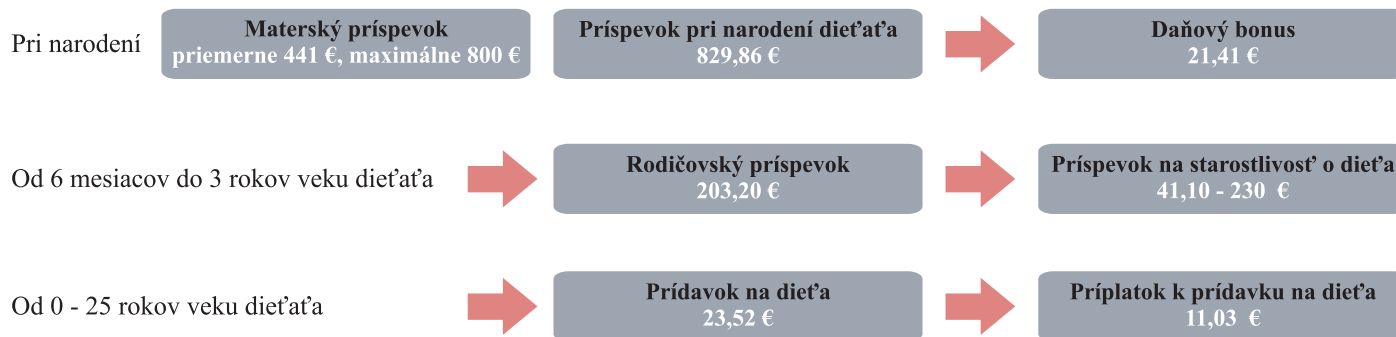 Pri narodení
Materský príspevok
priemerne 441 €, maximálne 800 €
Príspevok pri narodení dieťaťa
829,86 €
Daňový bonus
21,41 €
Od 6 mesiacov do 3 rokov veku dieťaťa
Rodičovský príspevok
203,20 €
Príspevok na starostlivosť o dieťa
41,10 - 230 €
Od 0 - 25 rokov veku dieťaťa
Prídavok na dieťa
23,52 €
Príplatok k prídavku na dieťa
11,03 €